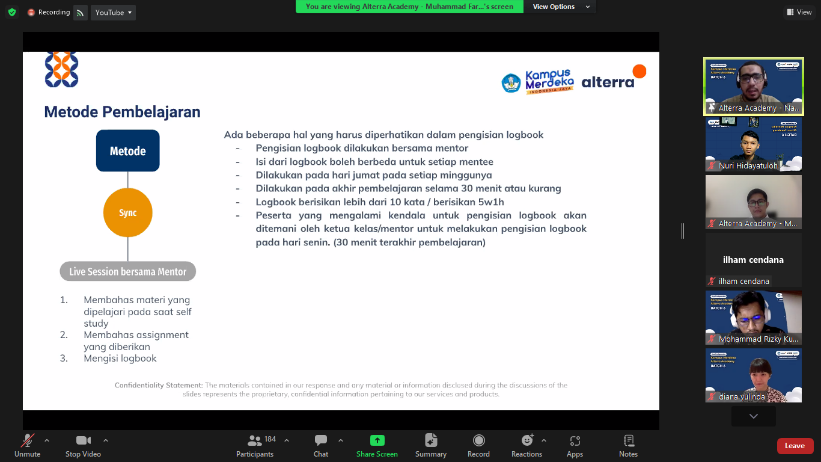 Recording
YouTube
You are viewing Alterra Academy - Muhammad Far...'s screen
View Options
View
Kampus
Merdeka
INDONESIA JAYA
alterra
Metode Pembelajaran
Metode
Sync
Live Session bersama Mentor
1. Membahas materi yang
dipelajari pada saat self
study
2. Membahas assignment
yang diberikan
3. Mengisi logbook
Ada beberapa hal yang harus diperhatikan dalam pengisian logbook
- Pengisian logbook dilakukan bersama mentor
- Isi dari logbook boleh berbeda untuk setiap mentee
- Dilakukan pada hari jumat pada setiap minggunya
- Dilakukan pada akhir pembelajaran selama 30 menit atau kurang
- Logbook berisikan lebih dari 10 kata / berisikan 5w1h
- Peserta yang mengalami kendala untuk pengisian logbook akan
ditemani oleh ketua kelas/mentor untuk melakukan pengisian logbook
pada hari senin. (30 menit terakhir pembelajaran)
Confidentiality Statement: The materials contained in our response and any material or information disclosed during the discussions of the
slides represents the proprietary, confidential information pertaining to our services and products.
Alterra Academy - Na...
Nuri Hidayatuloh
Alterra Academy - M...
ilham cendana
ilham cendana
Mohammad Rizky Ku...
diana yulinda
Unmute
Stop Video
Participants
184
Chat
Share Screen
Summary
Record
Reactions
Apps
Notes
Leave